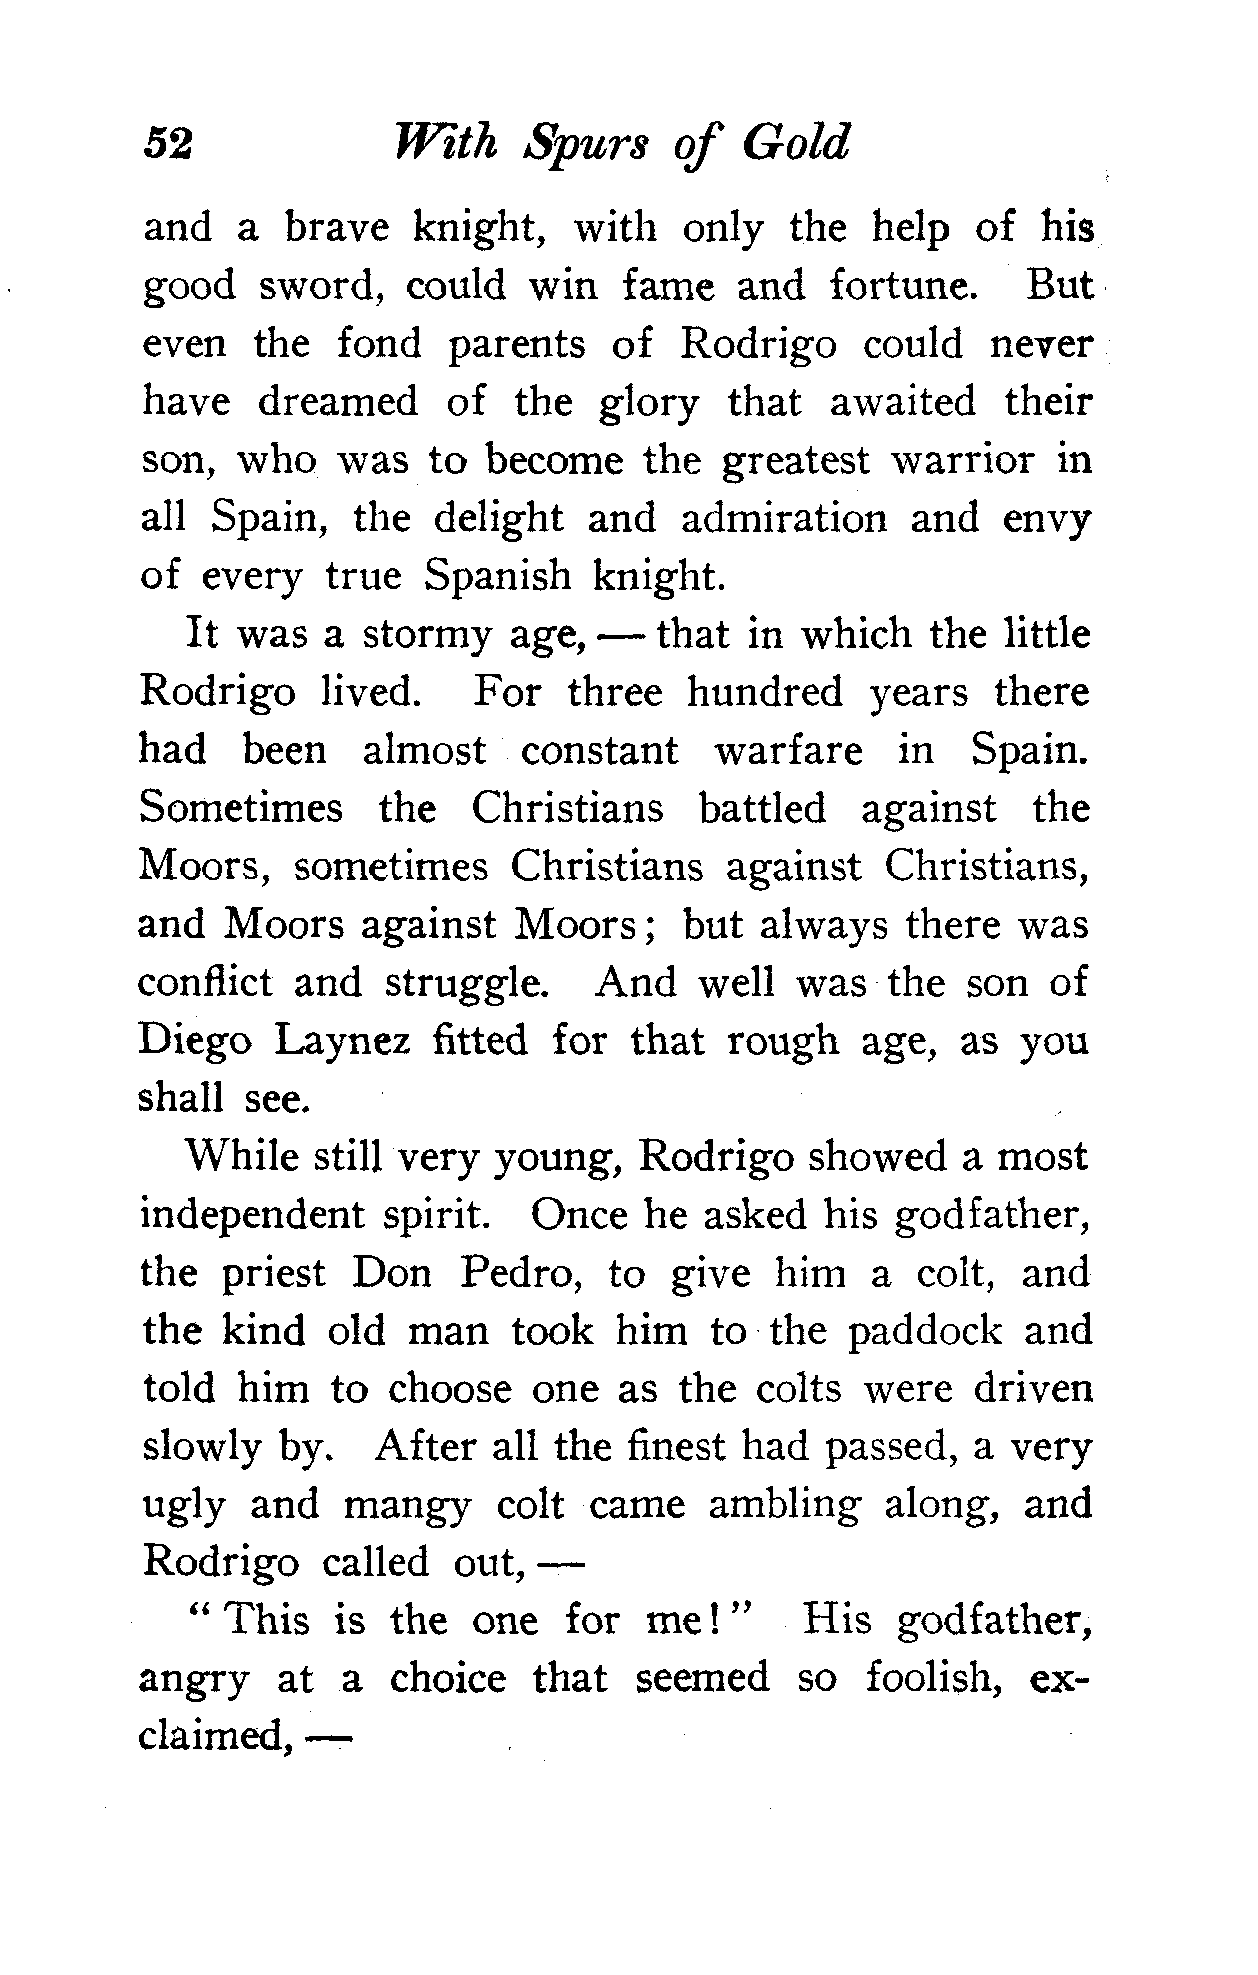 52 With Spurs of Gold
and a brave knight, with only the help of his
good sword, could win fame and fortune. But
even the fond parents of Rodrigo could never
have dreamed of the glory that awaited their
son, who was to become the greatest warrior in
all Spain, the delight and admiration and envy
of every true Spanish knight.
It was a stormy age, — that in which the little
Rodrigo lived. For three hundred years there
had been almost constant warfare in Spain.
Sometimes the Christians battled against the
Moors, sometimes Christians against Christians,
and Moors against Moors; but always there was
conflict and struggle. And well was the son of
Diego Laynez fitted for that rough age, as you
shall see.
While still very young, Rodrigo showed a most
independent spirit. Once he asked his godfather,
the priest Don Pedro, to give him a colt, and
the kind old man took him to the paddock and
told him to choose one as the colts were driven
slowly by. After all the finest had passed, a very
ugly and mangy colt came ambling along, and
Rodrigo called out, —
“ This is the one for me! ” His godfather,
angry at a choice that seemed so foolish, ex-
claimed, —